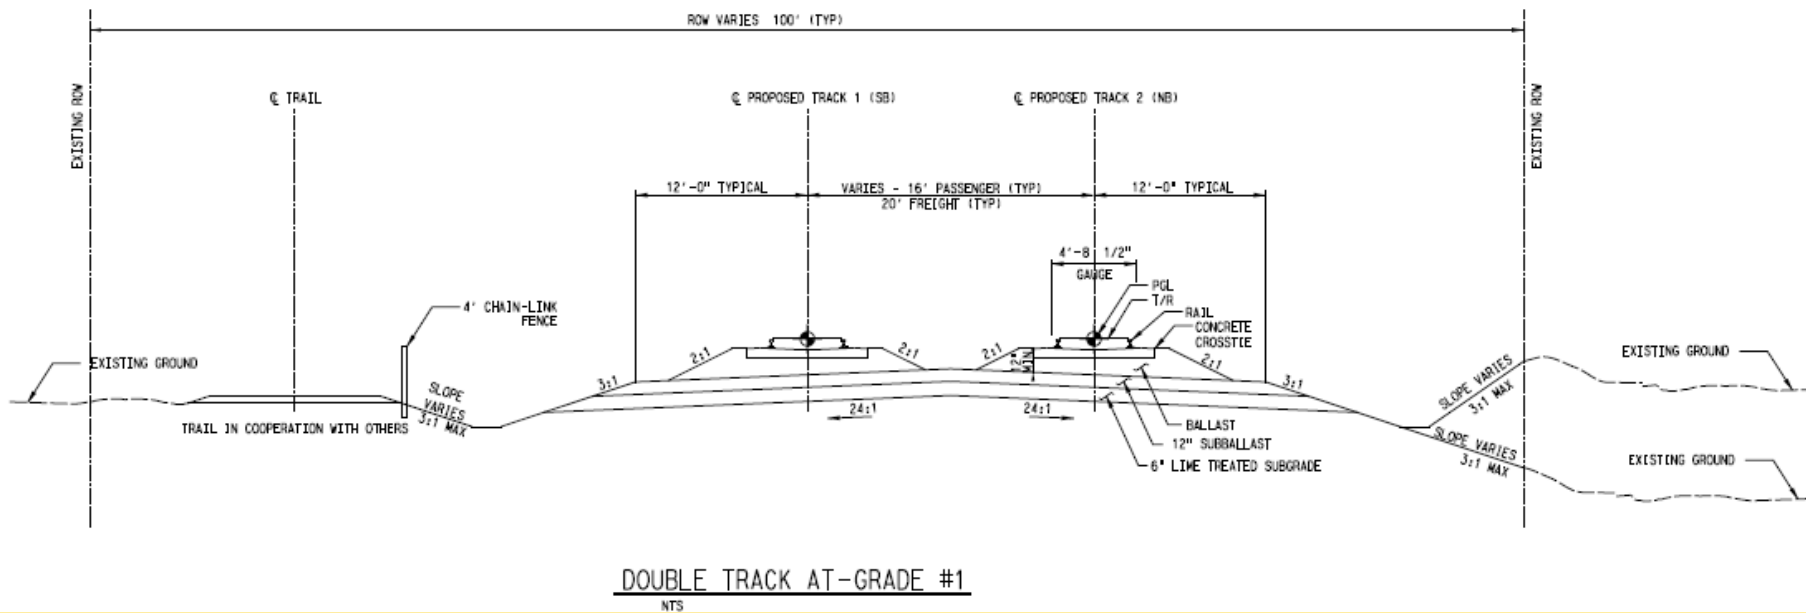 ROW VARIES 100' (TYP)
EXISTING ROW
℄ TRAIL
℄ PROPOSED TRACK 1 (SB)
℄ PROPOSED TRACK 2 (NB)
EXISTING ROW
12'-0" TYPICAL
VARIES - 16' PASSENGER (TYP)
20' FREIGHT (TYP)
12'-0" TYPICAL
4'-8 1/2"
GAUGE
PGL
T/R
RAIL
CONCRETE
CROSSTIE
4' CHAIN-LINK
FENCE
EXISTING GROUND
2:1
2:1
2:1
12"
MIN
2:1
3:1
3:1
SLOPE
VARIES
3:1 MAX
TRAIL IN COOPERATION WITH OTHERS
24:1
24:1
BALLAST
12" SUBBALLAST
6" LIME TREATED SUBGRADE
SLOPE VARIES
3:1 MAX
SLOPE VARIES
3:1 MAX
EXISTING GROUND
EXISTING GROUND
DOUBLE TRACK AT-GRADE #1
NTS